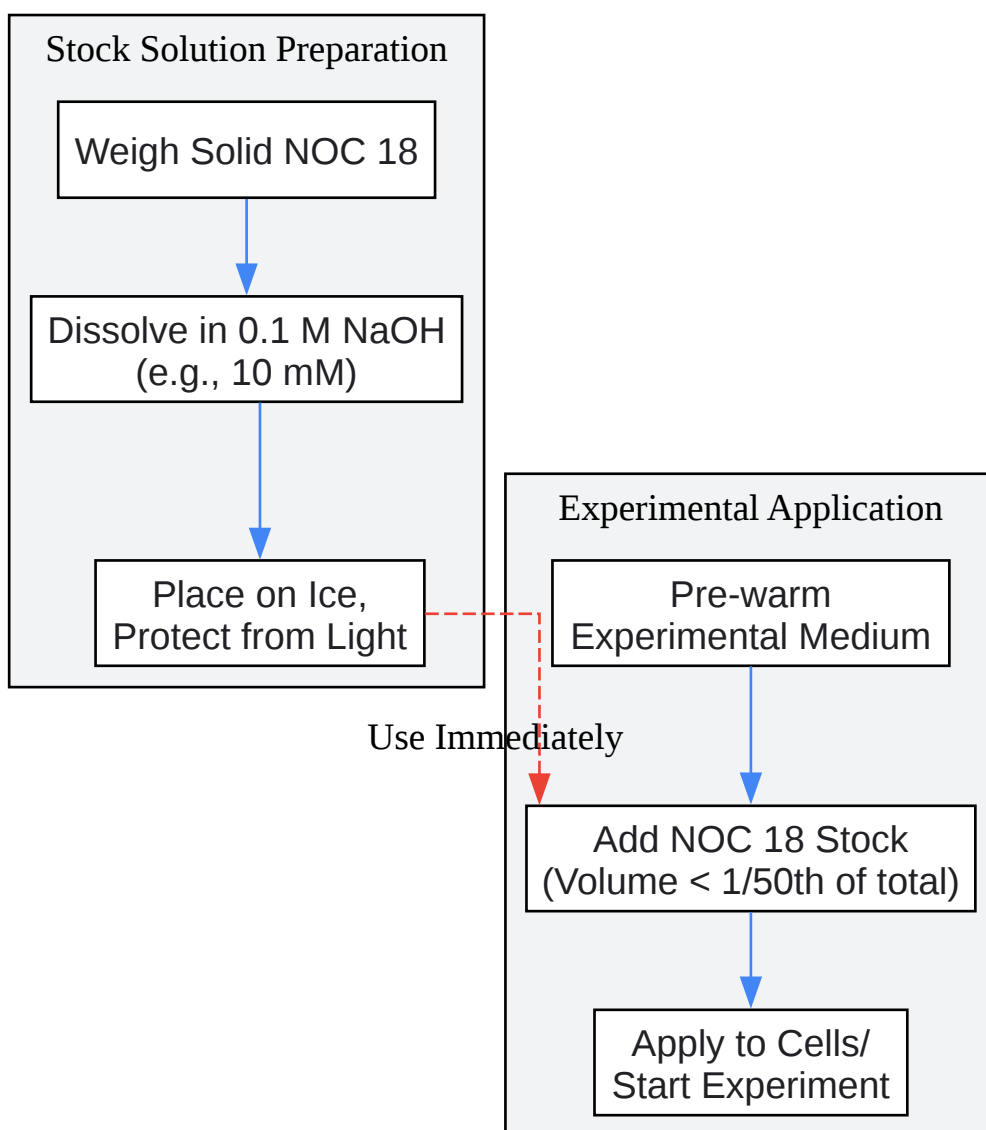 Stock Solution Preparation
Weigh Solid NOC 18
Dissolve in 0.1 M NaOH
(e.g., 10 mM)
Place on Ice,
Protect from Light
Use Immediately
Experimental Application
Pre-warm
Experimental Medium
Add NOC 18 Stock
(Volume < 1/50th of total)
Apply to Cells/
Start Experiment